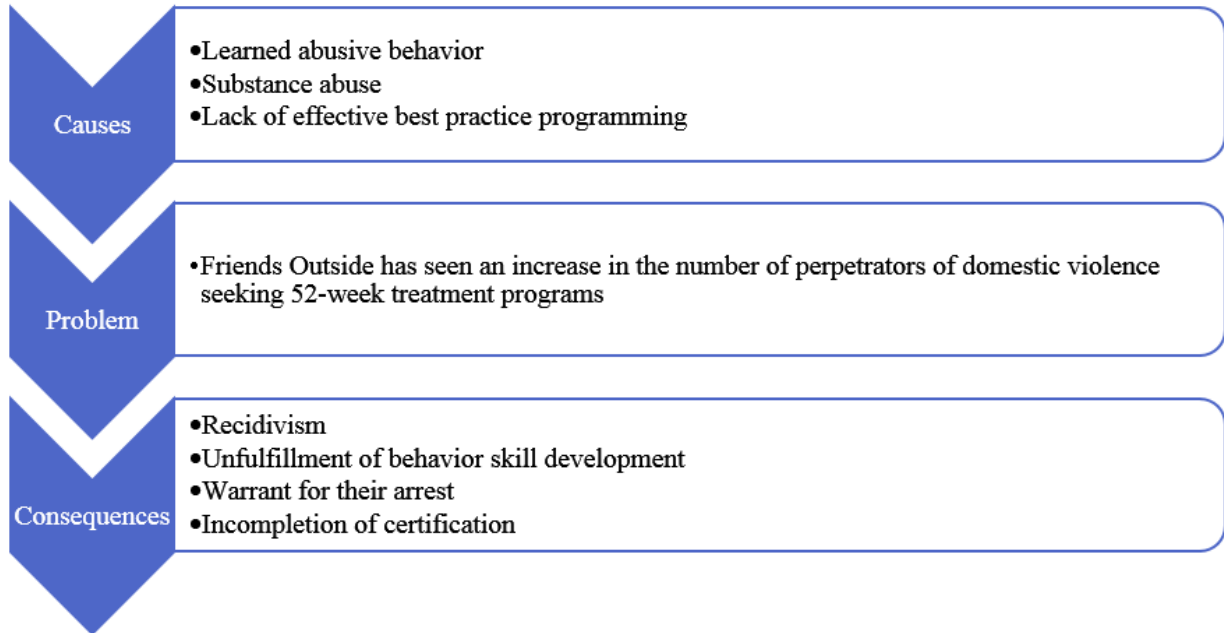 Causes
•Learned abusive behavior
•Substance abuse
•Lack of effective best practice programming
Problem
•Friends Outside has seen an increase in the number of perpetrators of domestic violence
seeking 52-week treatment programs
Consequences
•Recidivism
•Unfulfillment of behavior skill development
•Warrant for their arrest
•Incompletion of certification